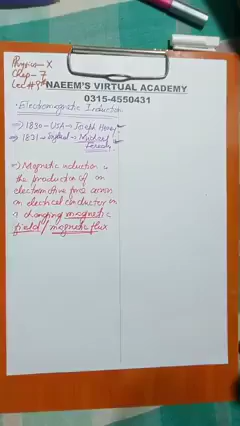 Physics - X
Chap - 7
Lec # 9th
NAEEM'S VIRTUAL ACADEMY
0315-4550431
Electromagnetic Induction
⇒ 1830 → USA → Joseph Henry
⇒ 1831 → England → Michael
Faraday
⇒) Magnetic induction is
the production of an
electromotive force across
an electrical conductor in
a changing magnetic
field / magnetic flux